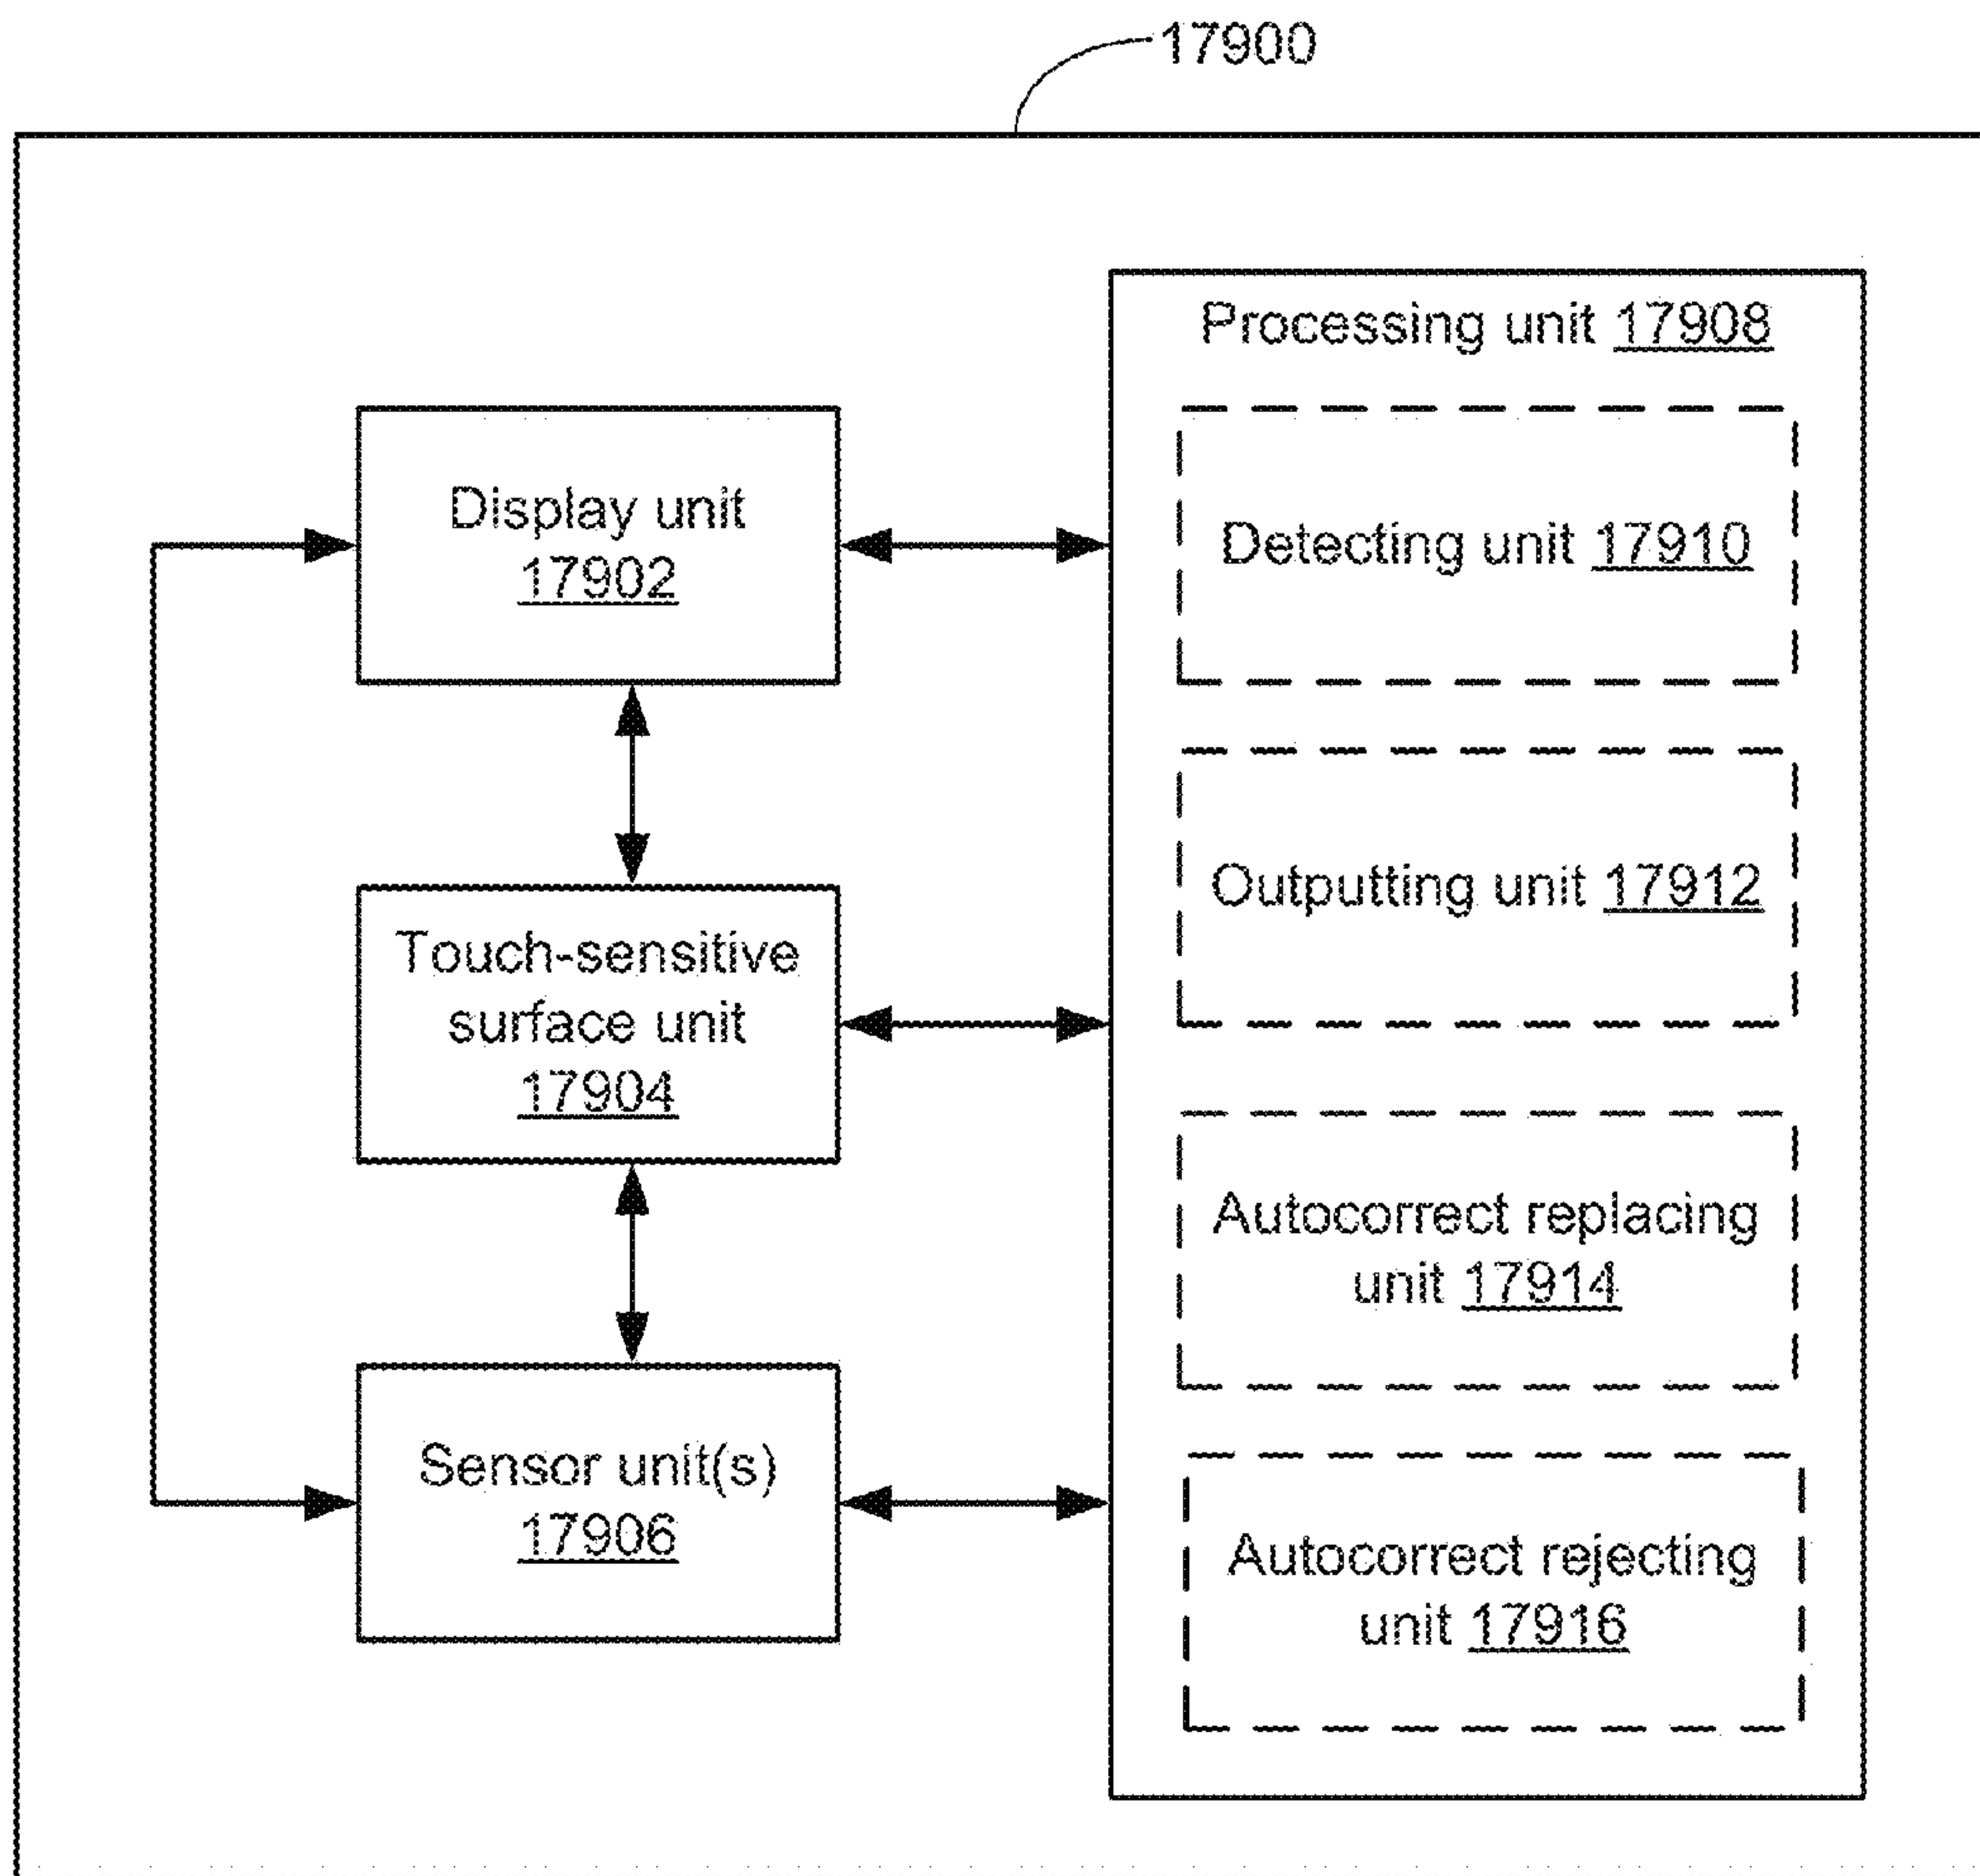 17900
Processing unit 17908
Display unit
17902
Detecting unit 17910
Outputting unit 17912
Touch-sensitive
surface unit
17904
Autocorrect replacing
unit 17914
Sensor unit(s)
17906
Autocorrect rejecting
unit 17916